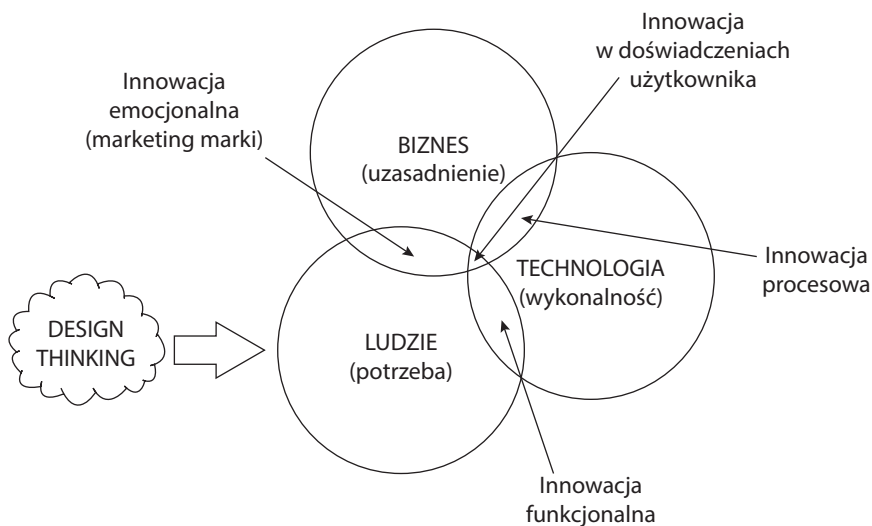 Innowacja
w doświadczeniach
użytkownika
Innowacja
emocjonalna
(marketing marki)
BIZNES
(uzasadnienie)
TECHNOLOGIA
(wykonalność)
Innowacja
procesowa
DESIGN
THINKING
LUDZIE
(potrzeba)
Innowacja
funkcjonalna